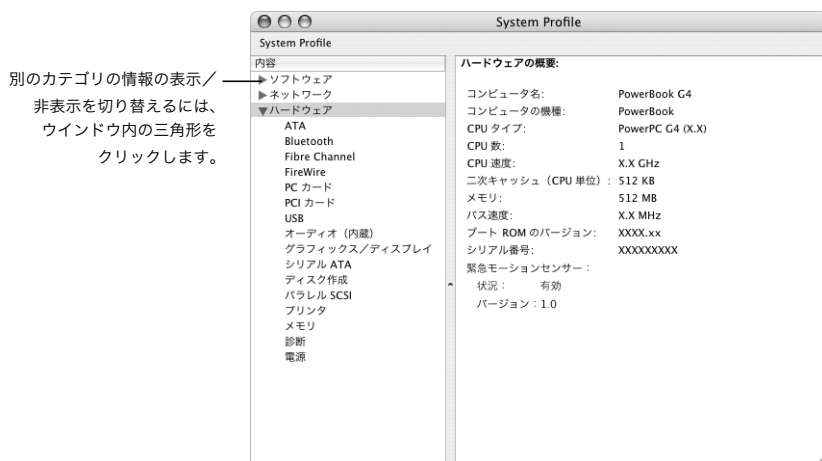 System Profile
System Profile
別のカテゴリの情報の表示／
非表示を切り替えるには、
ウインドウ内の三角形を
クリックします。
内容
ソフトウェア
ネットワーク
ハードウェア
ATA
Bluetooth
Fibre Channel
FireWire
PC カード
PCI カード
USB
オーディオ（内蔵）
グラフィックス／ディスプレイ
シリアル ATA
ディスク作成
パラレル SCSI
プリンタ
メモリ
診断
電源
ハードウェアの概要:
コンピュータ名: PowerBook G4
コンピュータの機種: PowerBook
CPU タイプ: PowerPC G4 (X.X)
CPU 数: 1
CPU 速度: X.X GHz
二次キャッシュ（CPU 単位）: 512 KB
メモリ: 512 MB
バス速度: X.X MHz
ブート ROM のバージョン: XXXX.xx
シリアル番号: XXXXXXXXX
緊急モーションセンサー：
状況： 有効
バージョン：1.0